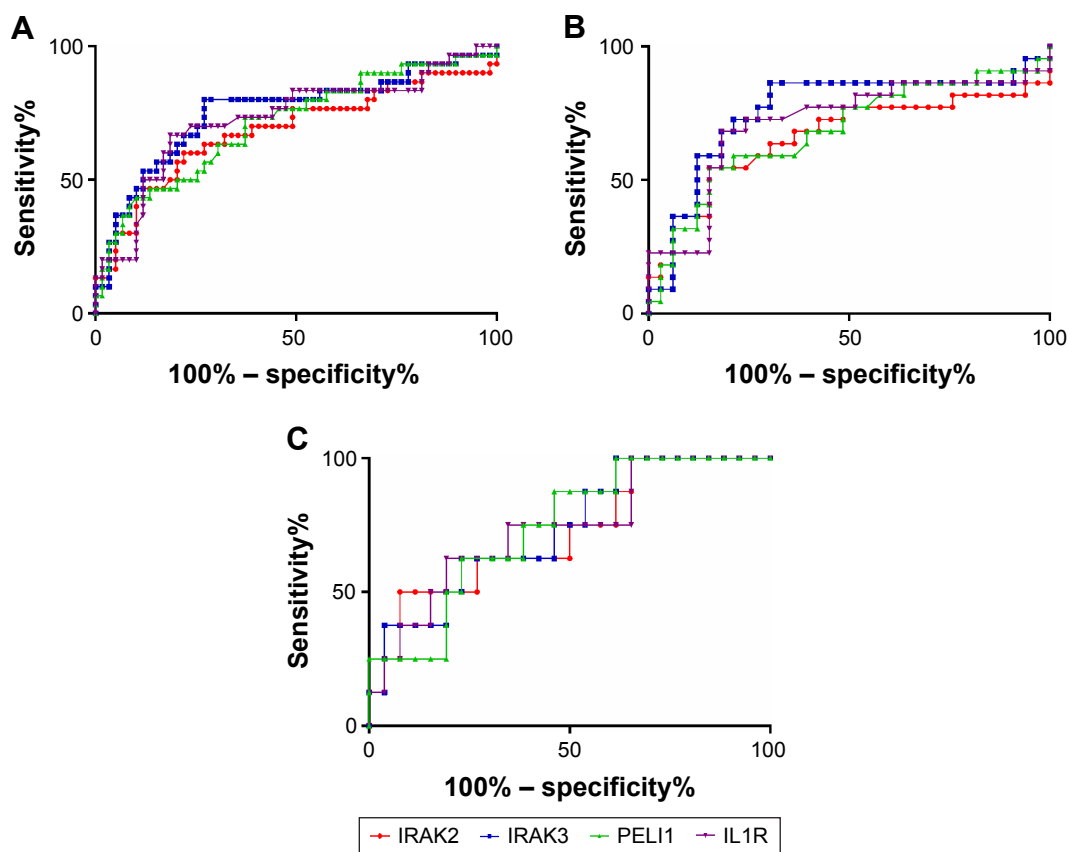 A
100
50
0
Sensitivity%
0 50 100
100% – specificity%
B
100
50
0
Sensitivity%
0 50 100
100% – specificity%
C
100
50
0
Sensitivity%
0 50 100
100% – specificity%
IRAK2 IRAK3 PELI1 IL1R